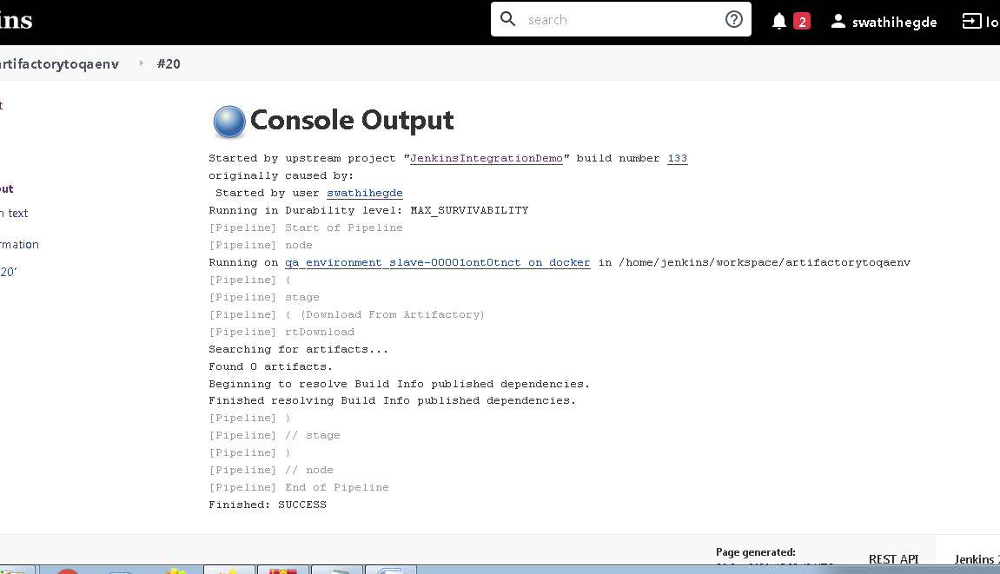 ins
search
2
swathihegde
lo
artifactorytoqaenv
#20
t
Console Output
Started by upstream project "JenkinsIntegrationDemo" build number 133
originally caused by:
Started by user swathihegde
out
Running in Durability level: MAX_SURVIVABILITY
n text
[Pipeline] Start of Pipeline
[Pipeline] node
rmation
Running on qa_environment_slave-00001ont0tnct on docker in /home/jenkins/workspace/artifactorytoqaenv
20'
[Pipeline] {
[Pipeline] stage
[Pipeline] { (Download From Artifactory)
[Pipeline] rtDownload
Searching for artifacts...
Found 0 artifacts.
Beginning to resolve Build Info published dependencies.
Finished resolving Build Info published dependencies.
[Pipeline] }
[Pipeline] // stage
[Pipeline] }
[Pipeline] // node
[Pipeline] End of Pipeline
Finished: SUCCESS
Page generated:
REST API
Jenkins 2